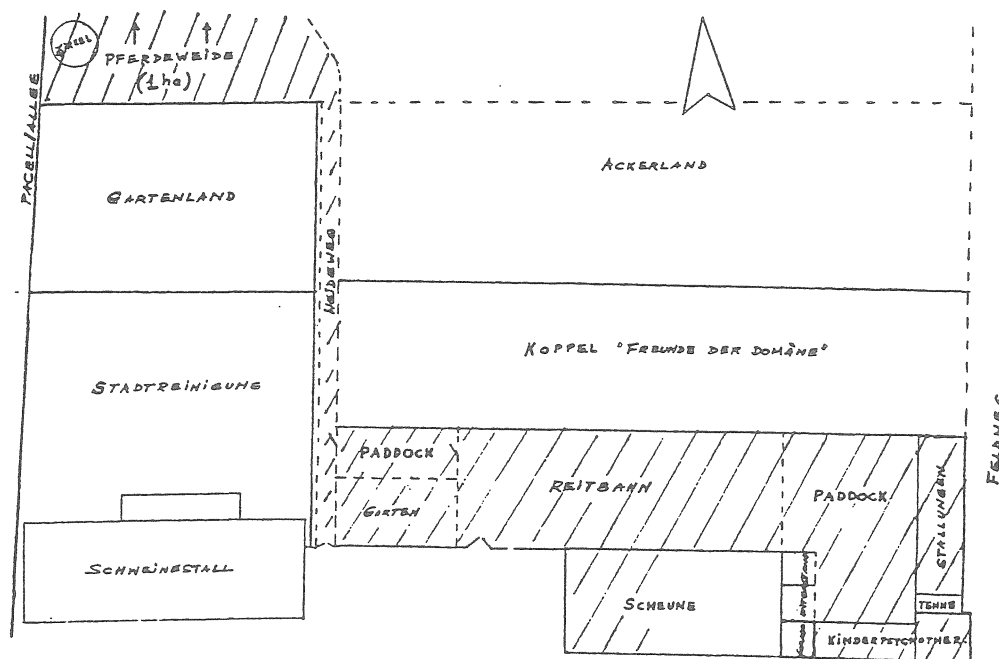 PFERDEWEIDE
(1 ha)
PACELLIALLEE
ACKERLAND
GARTENLAND
HEIDEWEG
KOPPEL "FREUNDE DER DOMÄNE"
STADTREINIGUNG
FELDWEG
PADDOCK
REITBAHN
PADDOCK
STALLUNGEN
GARTEN
SCHWEINESTALL
SCHEUNE
TENNE
KINDERPSYCHOTHER.